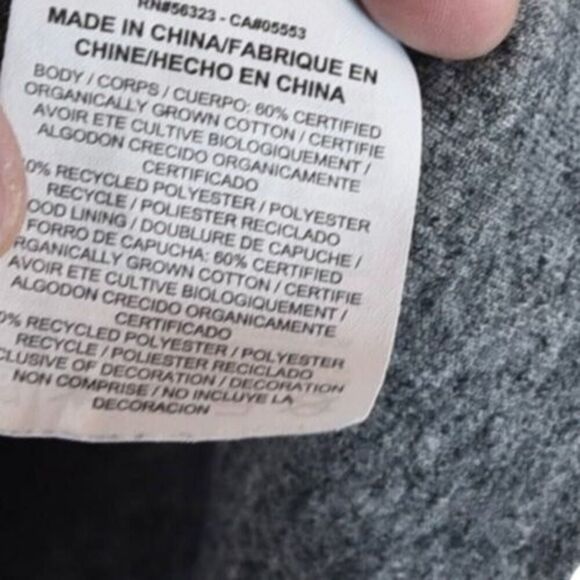 RN#56323 - CA#05553
MADE IN CHINA/FABRIQUE EN
CHINE/HECHO EN CHINA
BODY / CORPS / CUERPO: 60% CERTIFIED
ORGANICALLY GROWN COTTON / CERTIFIE
AVOIR ETE CULTIVE BIOLOGIQUEMENT /
ALGODON CRECIDO ORGANICAMENTE
CERTIFICADO
0% RECYCLED POLYESTER / POLYESTER
RECYCLE / POLIESTER RECICLADO
OOD LINING / DOUBLURE DE CAPUCHE /
FORRO DE CAPUCHA: 60% CERTIFIED
RGANICALLY GROWN COTTON / CERTIFIE
AVOIR ETE CULTIVE BIOLOGIQUEMENT /
ALGODON CRECIDO ORGANICAMENTE
CERTIFICADO
0% RECYCLED POLYESTER / POLYESTER
RECYCLE / POLIESTER RECICLADO
CLUSIVE OF DECORATION / DECORATION
NON COMPRISE / NO INCLUYE LA
DECORACION